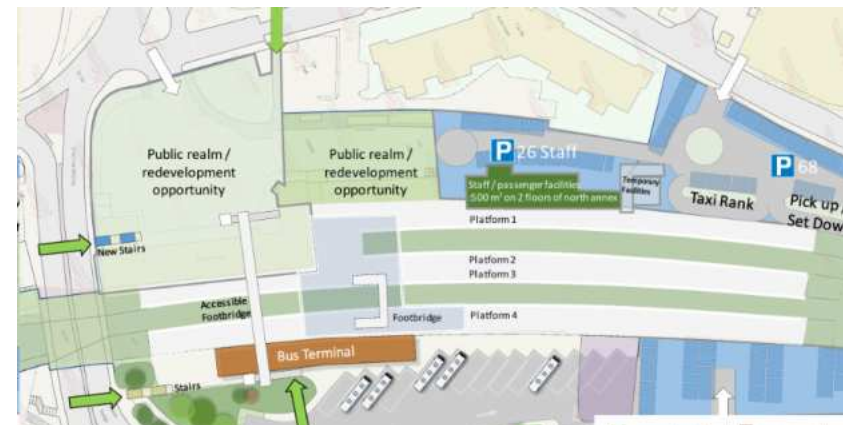 Public realm /
redevelopment
opportunity
Public realm /
redevelopment
opportunity
P 26 Staff
Staff / passenger facilities
500 m² on 2 floors of north annex
Temporary
Facilities
P 68
Taxi Rank
Pick up /
Set Down
Platform 1
New Stairs
Platform 2
Platform 3
Accessible
Footbridge
Footbridge
Platform 4
Bus Terminal
Stairs